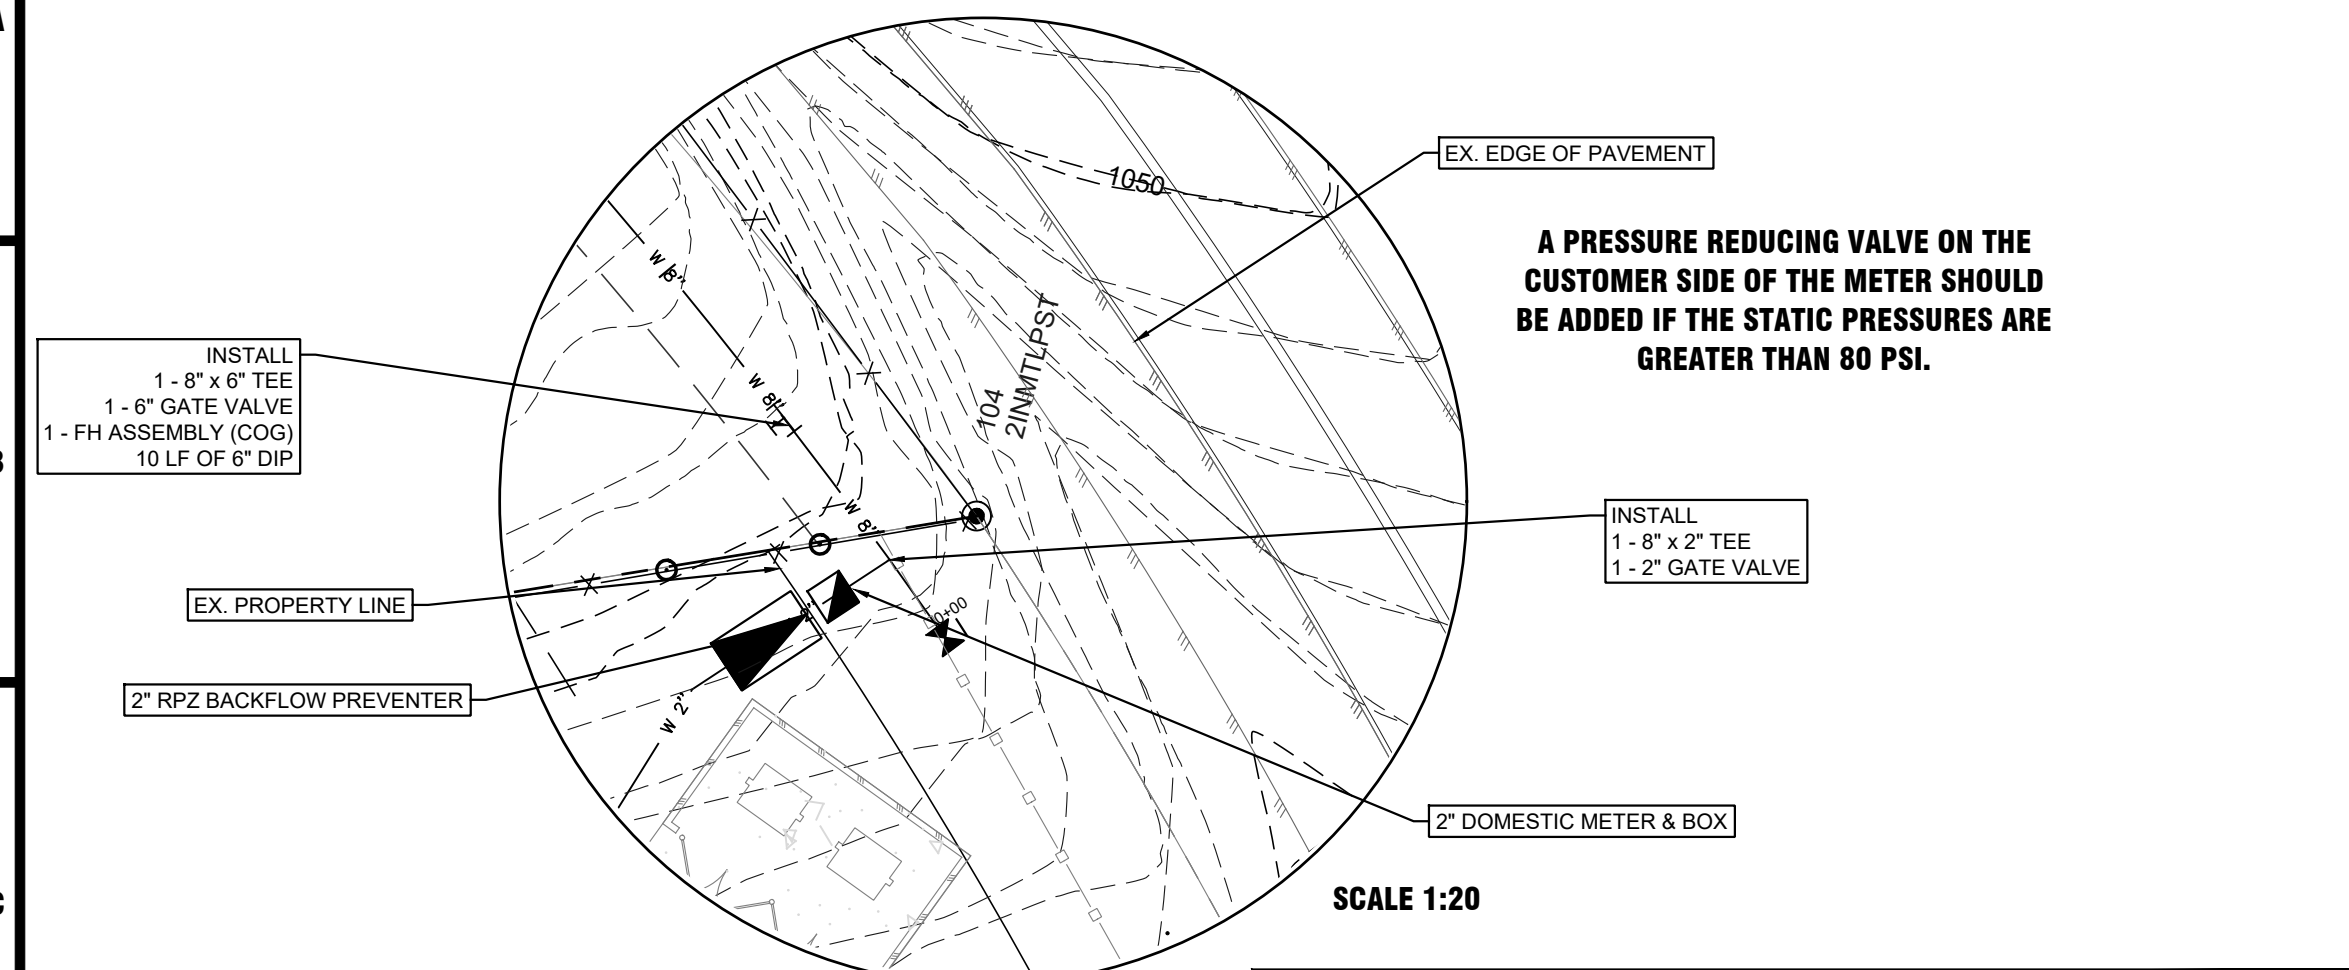 A
1050
EX. EDGE OF PAVEMENT
A PRESSURE REDUCING VALVE ON THE
CUSTOMER SIDE OF THE METER SHOULD
BE ADDED IF THE STATIC PRESSURES ARE
GREATER THAN 80 PSI.
W 8"
INSTALL
1 - 8" x 6" TEE
1 - 6" GATE VALVE
1 - FH ASSEMBLY (COG)
10 LF OF 6" DIP
W 8"
104
2INMTLPST
B
W 8"
INSTALL
1 - 8" x 2" TEE
1 - 2" GATE VALVE
EX. PROPERTY LINE
0+00
2" RPZ BACKFLOW PREVENTER
W 2"
2" DOMESTIC METER & BOX
SCALE 1:20
C